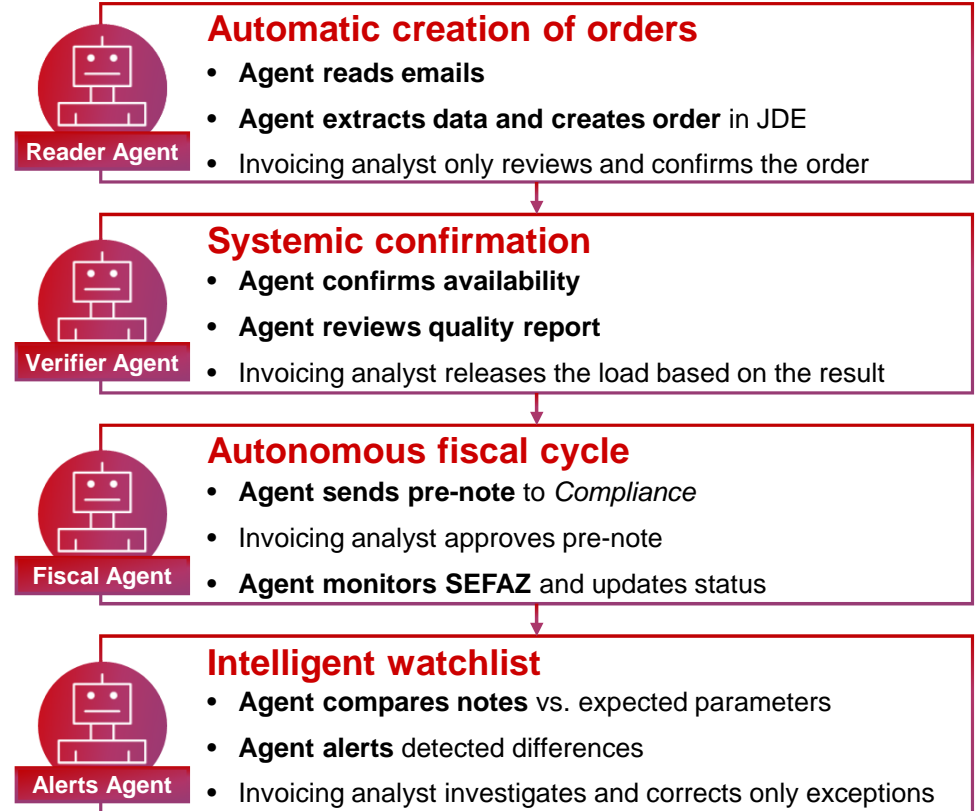 Automatic creation of orders
• Agent reads emails
• Agent extracts data and creates order in JDE
• Invoicing analyst only reviews and confirms the order
Reader Agent
Systemic confirmation
• Agent confirms availability
• Agent reviews quality report
• Invoicing analyst releases the load based on the result
Verifier Agent
Autonomous fiscal cycle
• Agent sends pre-note to Compliance
• Invoicing analyst approves pre-note
• Agent monitors SEFAZ and updates status
Fiscal Agent
Intelligent watchlist
• Agent compares notes vs. expected parameters
• Agent alerts detected differences
• Invoicing analyst investigates and corrects only exceptions
Alerts Agent